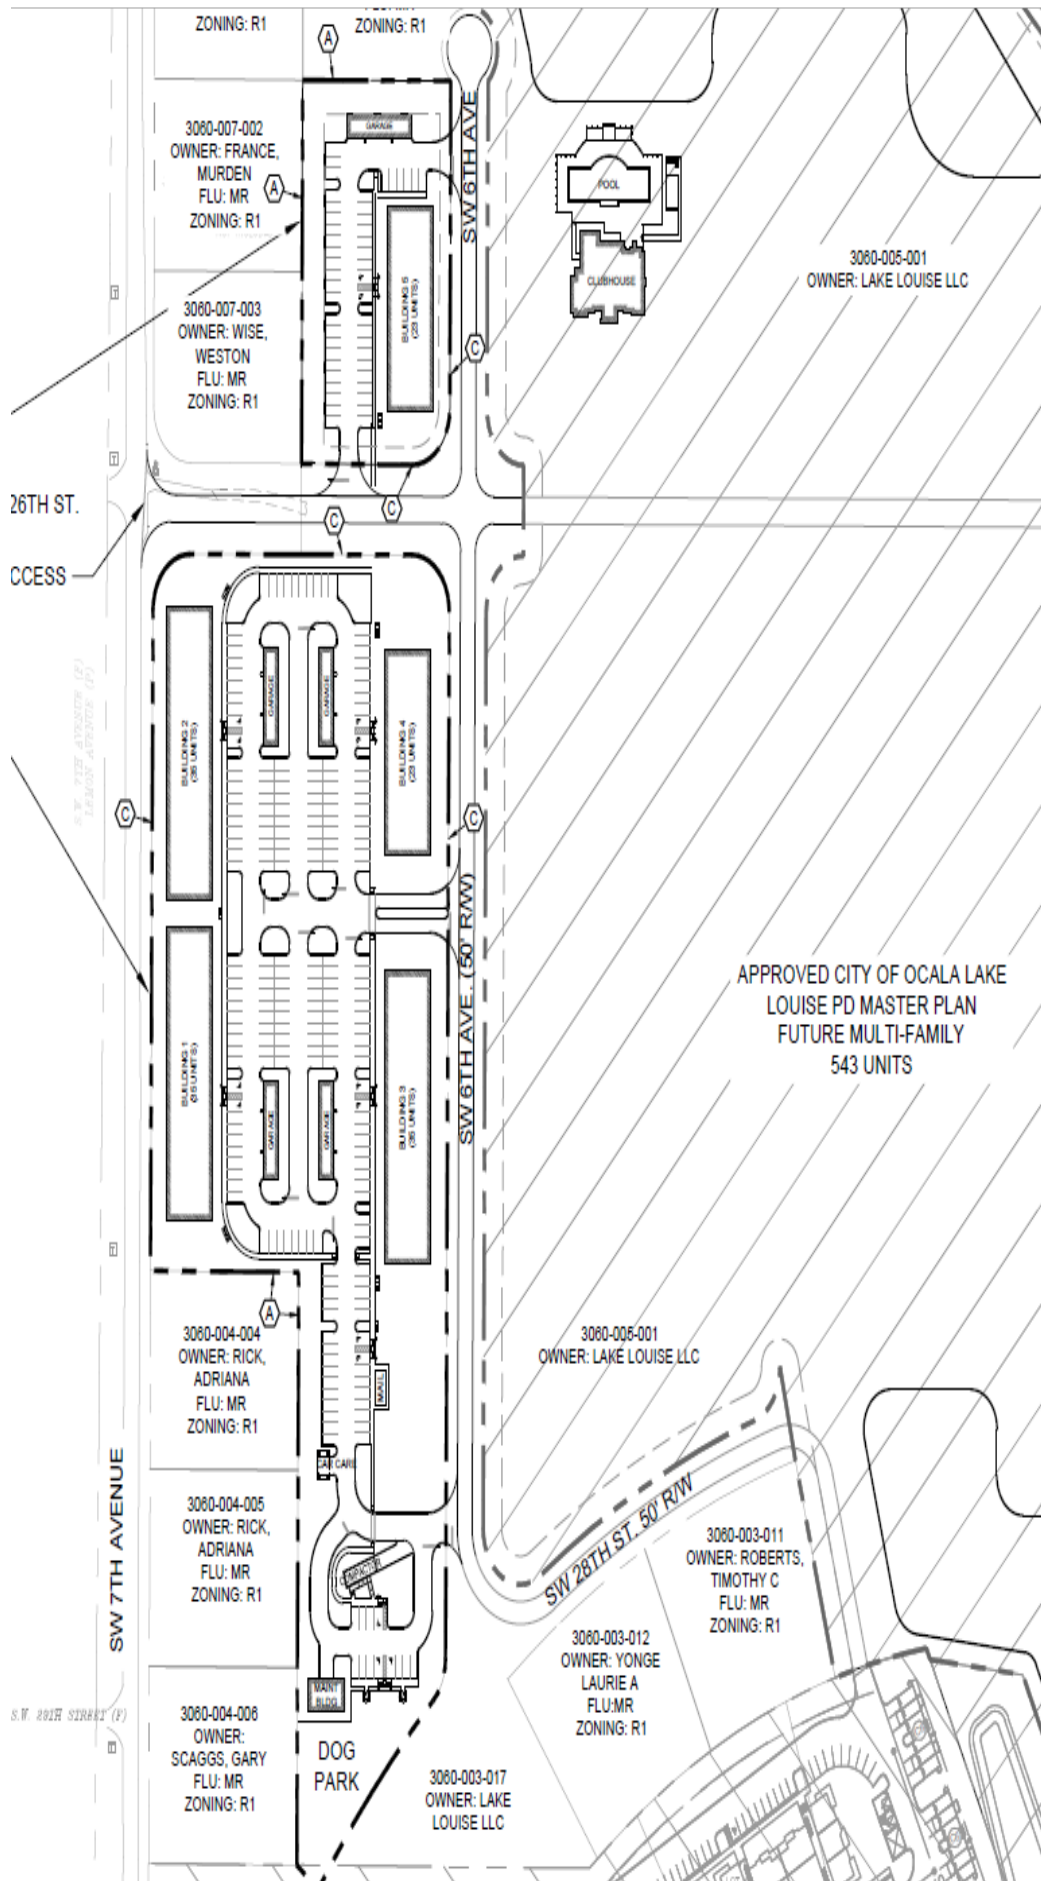 ZONING: R1
ZONING: R1
A
3060-007-002
OWNER: FRANCE,
MURDEN
FLU: MR
ZONING: R1
A
GARAGE
SW 6TH AVE
POOL
CLUBHOUSE
3060-005-001
OWNER: LAKE LOUISE LLC
3060-007-003
OWNER: WISE,
WESTON
FLU: MR
ZONING: R1
BUILDING 5
(23 UNITS)
C
26TH ST.
C
C
CCESS
BUILDING 2
(35 UNITS)
GARAGE
GARAGE
BUILDING 4
(23 UNITS)
S.W. 7TH AVENUE (F)
LEMON AVENUE (P)
C
C
SW 6TH AVE. (50' R/W)
APPROVED CITY OF OCALA LAKE
LOUISE PD MASTER PLAN
FUTURE MULTI-FAMILY
543 UNITS
BUILDING 1
(35 UNITS)
GARAGE
GARAGE
BUILDING 3
(35 UNITS)
A
3060-004-004
OWNER: RICK,
ADRIANA
FLU: MR
ZONING: R1
3060-005-001
OWNER: LAKE LOUISE LLC
MAIL
CAR CARE
SW 7TH AVENUE
3060-004-005
OWNER: RICK,
ADRIANA
FLU: MR
ZONING: R1
SW 28TH ST. 50' R/W
3060-003-011
OWNER: ROBERTS,
TIMOTHY C
FLU: MR
ZONING: R1
COMPACTOR
3060-003-012
OWNER: YONGE
LAURIE A
FLU:MR
ZONING: R1
MAINT
BLDG
S.W. 29TH STREET (F)
3060-004-006
OWNER:
SCAGGS, GARY
FLU: MR
ZONING: R1
DOG
PARK
3060-003-017
OWNER: LAKE
LOUISE LLC